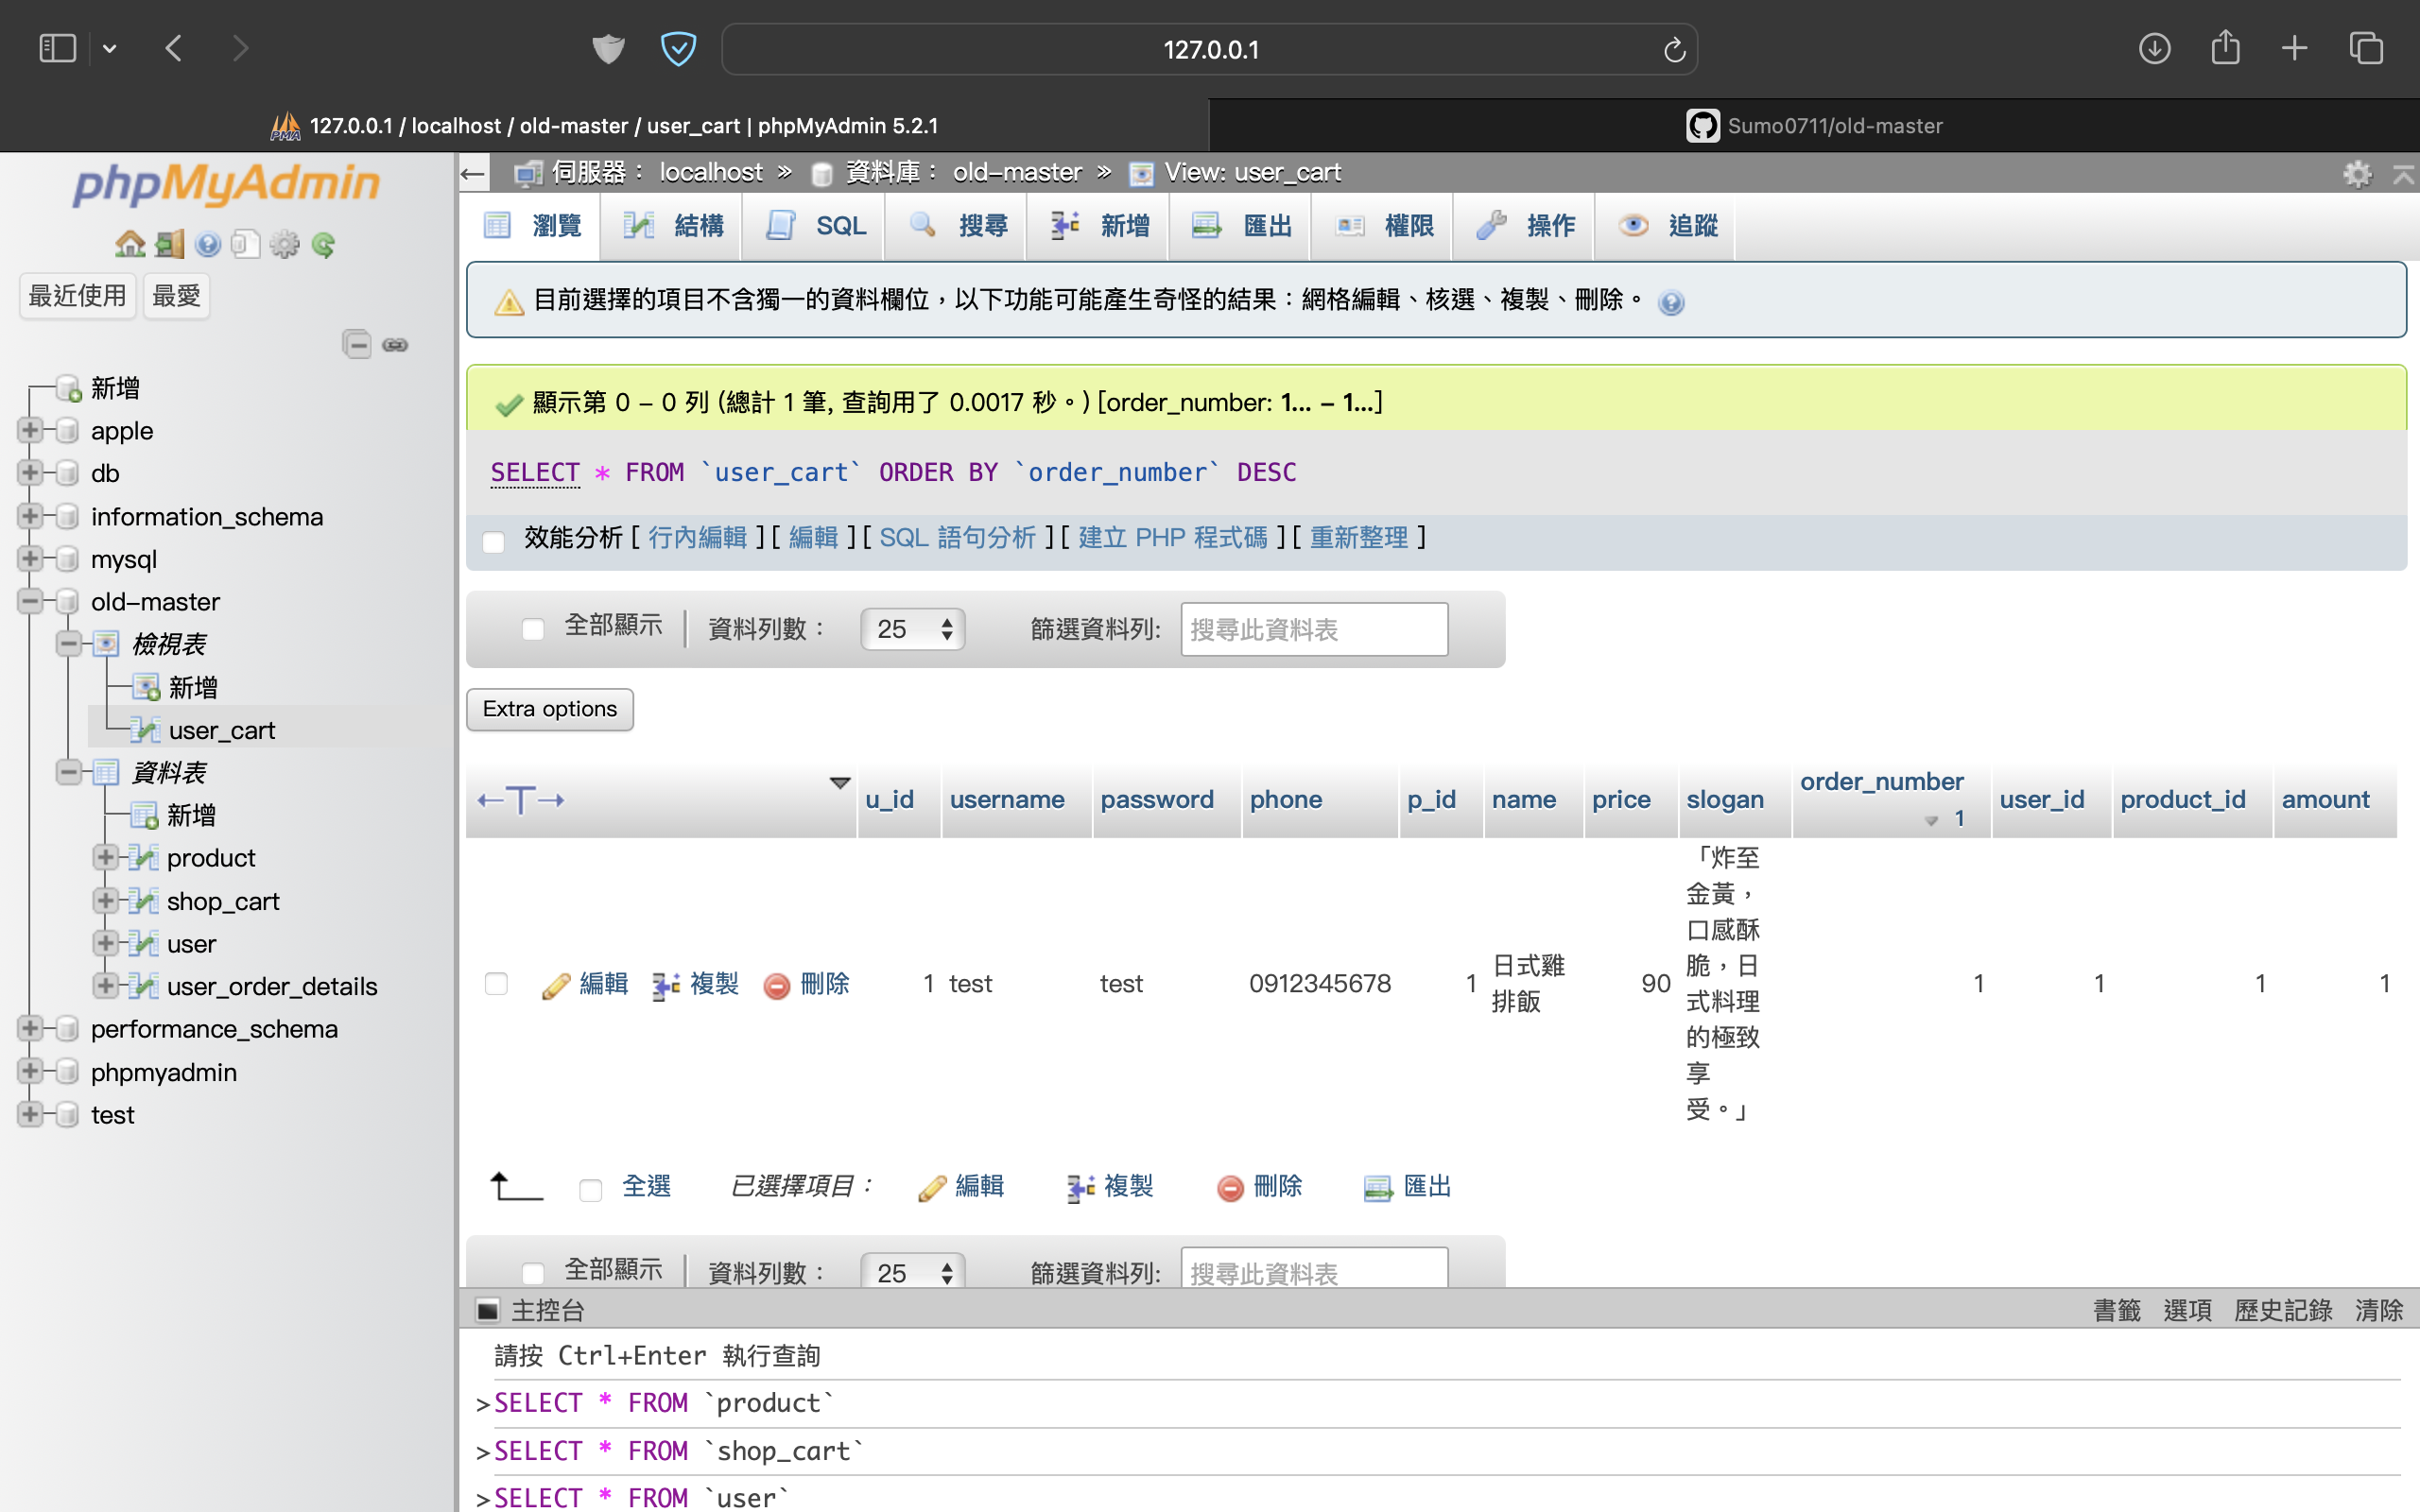 127.0.0.1
127.0.0.1 / localhost / old-master / user_cart | phpMyAdmin 5.2.1
Sumo0711/old-master
phpMyAdmin
最近使用 最愛
新增
apple
db
information_schema
mysql
old-master
檢視表
新增
user_cart
資料表
新增
product
shop_cart
user
user_order_details
performance_schema
phpmyadmin
test
伺服器： localhost » 資料庫： old-master » View: user_cart
瀏覽 結構 SQL 搜尋 新增 匯出 權限 操作 追蹤
目前選擇的項目不含獨一的資料欄位，以下功能可能產生奇怪的結果：網格編輯、核選、複製、刪除。
顯示第 0 - 0 列 (總計 1 筆, 查詢用了 0.0017 秒。) [order_number: 1... - 1...]
SELECT * FROM `user_cart` ORDER BY `order_number` DESC
效能分析 [ 行內編輯 ] [ 編輯 ] [ SQL 語句分析 ] [ 建立 PHP 程式碼 ] [ 重新整理 ]
全部顯示 資料列數： 25 篩選資料列: 搜尋此資料表
Extra options
←T→ u_id username password phone p_id name price slogan order_number 1 user_id product_id amount
編輯 複製 刪除 1 test test 0912345678 1 日式雞
排飯 90 「炸至
金黃，
口感酥
脆，日
式料理
的極致
享
受。」 1 1 1 1
全選 已選擇項目： 編輯 複製 刪除 匯出
全部顯示 資料列數： 25 篩選資料列: 搜尋此資料表
主控台 書籤 選項 歷史記錄 清除
請按 Ctrl+Enter 執行查詢
>SELECT * FROM `product`
>SELECT * FROM `shop_cart`
>SELECT * FROM `user`